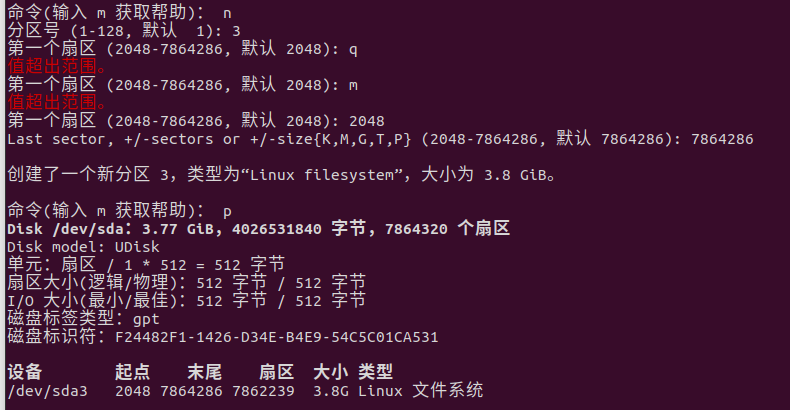 命令(输入 m 获取帮助)： n
分区号 (1-128, 默认  1): 3
第一个扇区 (2048-7864286, 默认 2048): q
值超出范围。
第一个扇区 (2048-7864286, 默认 2048): m
值超出范围。
第一个扇区 (2048-7864286, 默认 2048): 2048
Last sector, +/-sectors or +/-size{K,M,G,T,P} (2048-7864286, 默认 7864286): 7864286
创建了一个新分区 3，类型为“Linux filesystem”，大小为 3.8 GiB。
命令(输入 m 获取帮助)： p
Disk /dev/sda：3.77 GiB，4026531840 字节，7864320 个扇区
Disk model: UDisk
单元：扇区 / 1 * 512 = 512 字节
扇区大小(逻辑/物理)：512 字节 / 512 字节
I/O 大小(最小/最佳)：512 字节 / 512 字节
磁盘标签类型：gpt
磁盘标识符：F24482F1-1426-D34E-B4E9-54C5C01CA531
设备 起点 末尾 扇区 大小 类型
/dev/sda3 2048 7864286 7862239 3.8G Linux 文件系统